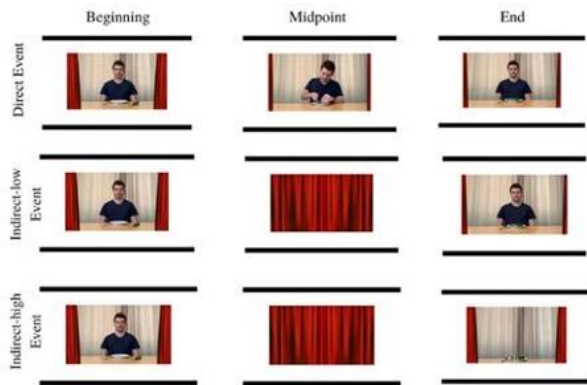 Beginning
Midpoint
End
Direct Event
Indirect-low
Event
Indirect-high
Event